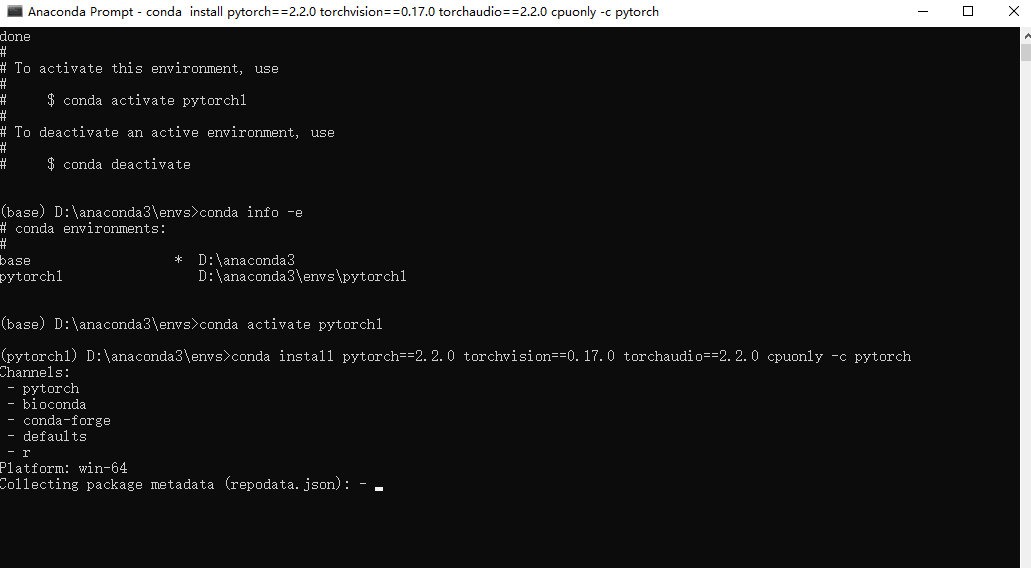 Anaconda Prompt - conda  install pytorch==2.2.0 torchvision==0.17.0 torchaudio==2.2.0 cpuonly -c pytorch
done
#
# To activate this environment, use
#
#     $ conda activate pytorch1
#
# To deactivate an active environment, use
#
#     $ conda deactivate
(base) D:\anaconda3\envs>conda info -e
# conda environments:
#
base                  *  D:\anaconda3
pytorch1                 D:\anaconda3\envs\pytorch1
(base) D:\anaconda3\envs>conda activate pytorch1
(pytorch1) D:\anaconda3\envs>conda install pytorch==2.2.0 torchvision==0.17.0 torchaudio==2.2.0 cpuonly -c pytorch
Channels:
 - pytorch
 - bioconda
 - conda-forge
 - defaults
 - r
Platform: win-64
Collecting package metadata (repodata.json): -